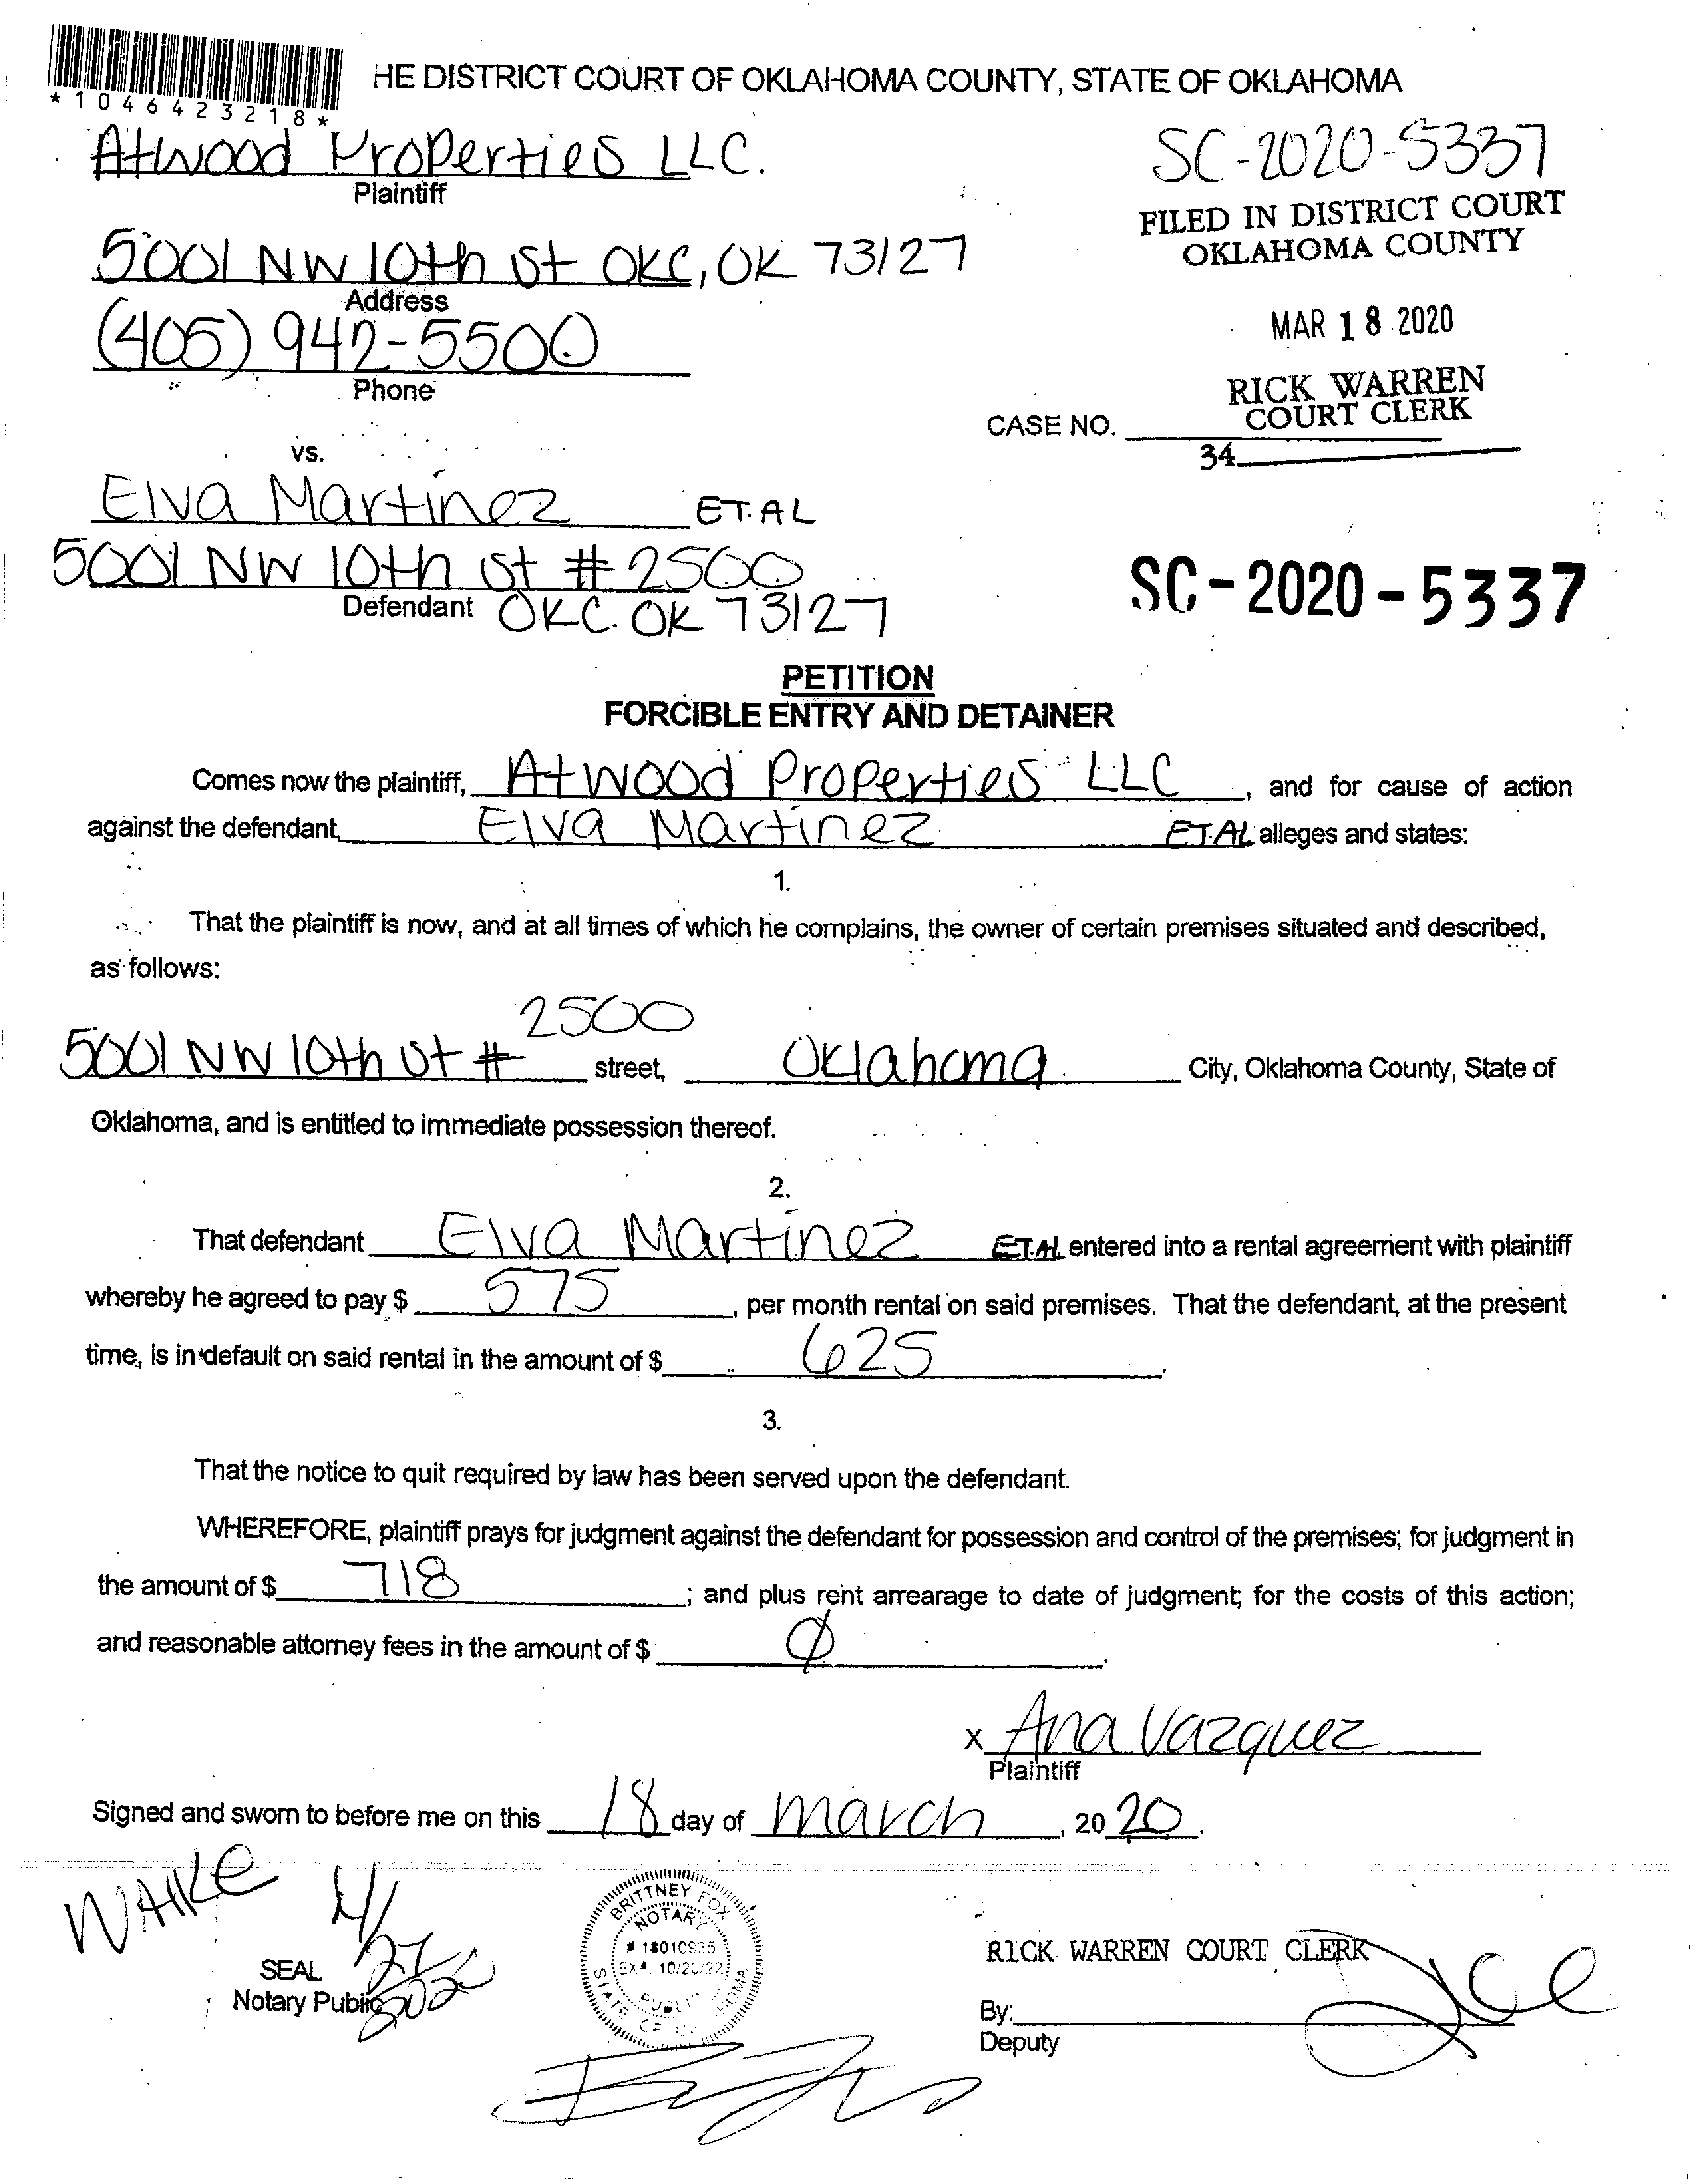 HE DISTRICT COURT OF OKLAHOMA COUNTY, STATE OF OKLAHOMA
*1046423218*
Atwood Properties LLC.
Plaintiff
SC-2020-5337
FILED IN DISTRICT COURT
OKLAHOMA COUNTY
5001 NW 10th St OKC, OK 73127
Address
MAR 18 2020
(405) 942-5500
Phone
RICK WARREN
COURT CLERK
CASE NO.
34
vs.
Elva Martinez ET.AL
5001 NW 10th St # 2500
Defendant OKC. OK 73127
SC-2020-5337
PETITION
FORCIBLE ENTRY AND DETAINER
Comes now the plaintiff, Atwood Properties LLC, and for cause of action
against the defendant, Elva Martinez ET.AL alleges and states:
1.
That the plaintiff is now, and at all times of which he complains, the owner of certain premises situated and described,
as follows:
2500
5001 NW 10th St # street, Oklahoma City, Oklahoma County, State of
Oklahoma, and is entitled to immediate possession thereof.
2.
That defendant Elva Martinez ET.AL entered into a rental agreement with plaintiff
whereby he agreed to pay $ 575, per month rental on said premises. That the defendant, at the present
time, is in default on said rental in the amount of $ 625.
3.
That the notice to quit required by law has been served upon the defendant.
WHEREFORE, plaintiff prays for judgment against the defendant for possession and control of the premises; for judgment in
the amount of $ 718; and plus rent arrearage to date of judgment; for the costs of this action;
and reasonable attorney fees in the amount of $ Ø.
x Ana Vazquez
Plaintiff
Signed and sworn to before me on this 18 day of March, 20 20.
4/27
SEAL
Notary Public
BRITTNEY FOX
NOTARY
EXP. 10/20/22
PUBLIC
STATE OF
RICK WARREN COURT CLERK
By:
Deputy